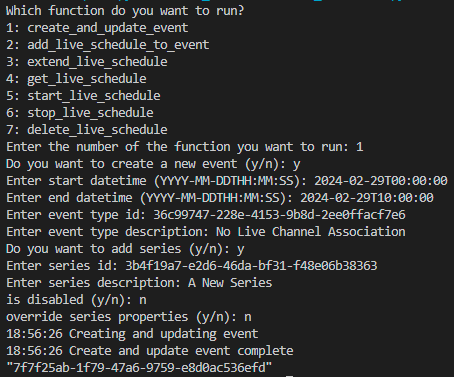 Which function do you want to run?
1: create_and_update_event
2: add_live_schedule_to_event
3: extend_live_schedule
4: get_live_schedule
5: start_live_schedule
6: stop_live_schedule
7: delete_live_schedule
Enter the number of the function you want to run: 1
Do you want to create a new event (y/n): y
Enter start datetime (YYYY-MM-DDTHH:MM:SS): 2024-02-29T00:00:00
Enter end datetime (YYYY-MM-DDTHH:MM:SS): 2024-02-29T10:00:00
Enter event type id: 36c99747-228e-4153-9b8d-2ee0ffacf7e6
Enter event type description: No Live Channel Association
Do you want to add series (y/n): y
Enter series id: 3b4f19a7-e2d6-46da-bf31-f48e06b38363
Enter series description: A New Series
is disabled (y/n): n
override series properties (y/n): n
18:56:26 Creating and updating event
18:56:26 Create and update event complete
"7f7f25ab-1f79-47a6-9759-e8d0ac536efd"